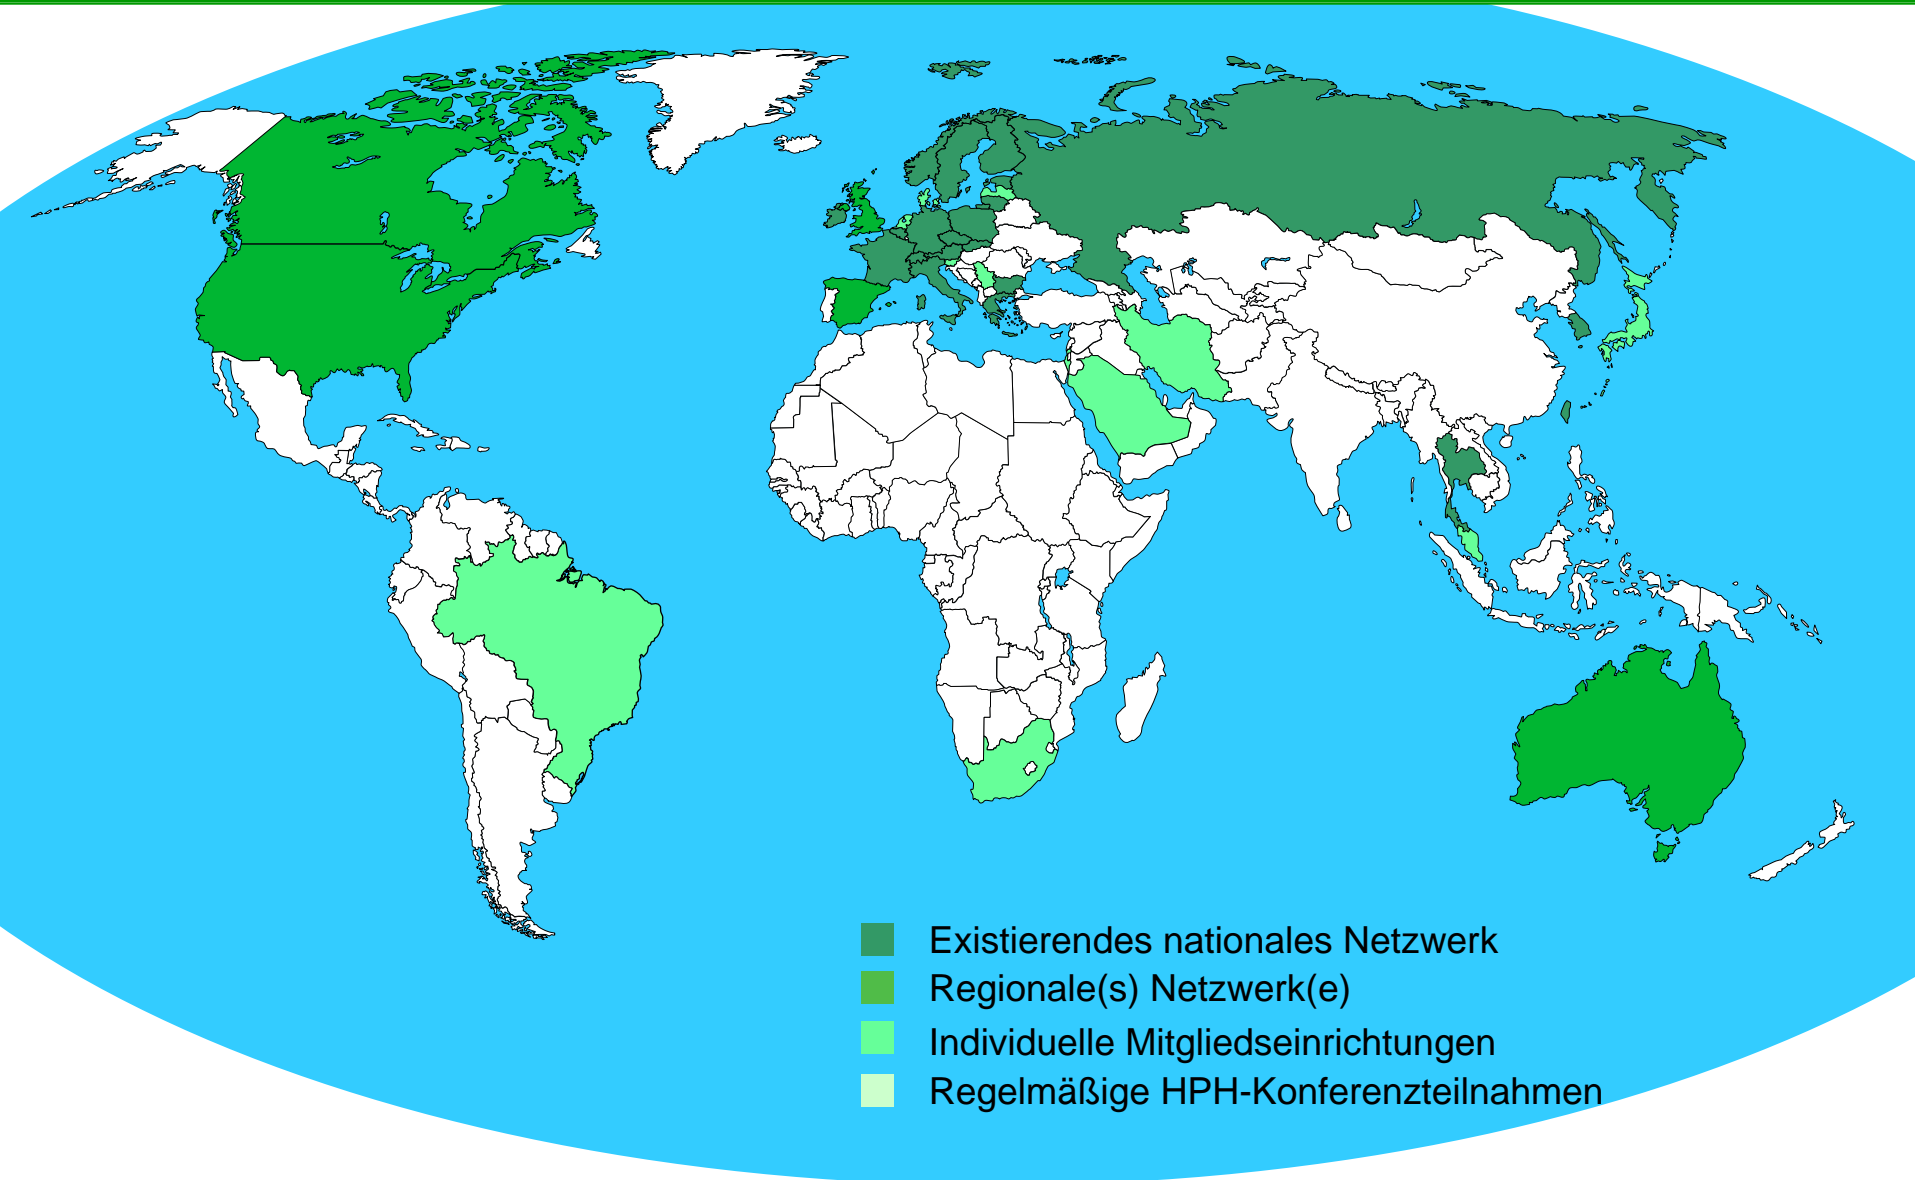 Existierendes nationales Netzwerk
Regionale(s) Netzwerk(e)
Individuelle Mitgliedseinrichtungen
Regelmäßige HPH-Konferenzteilnahmen